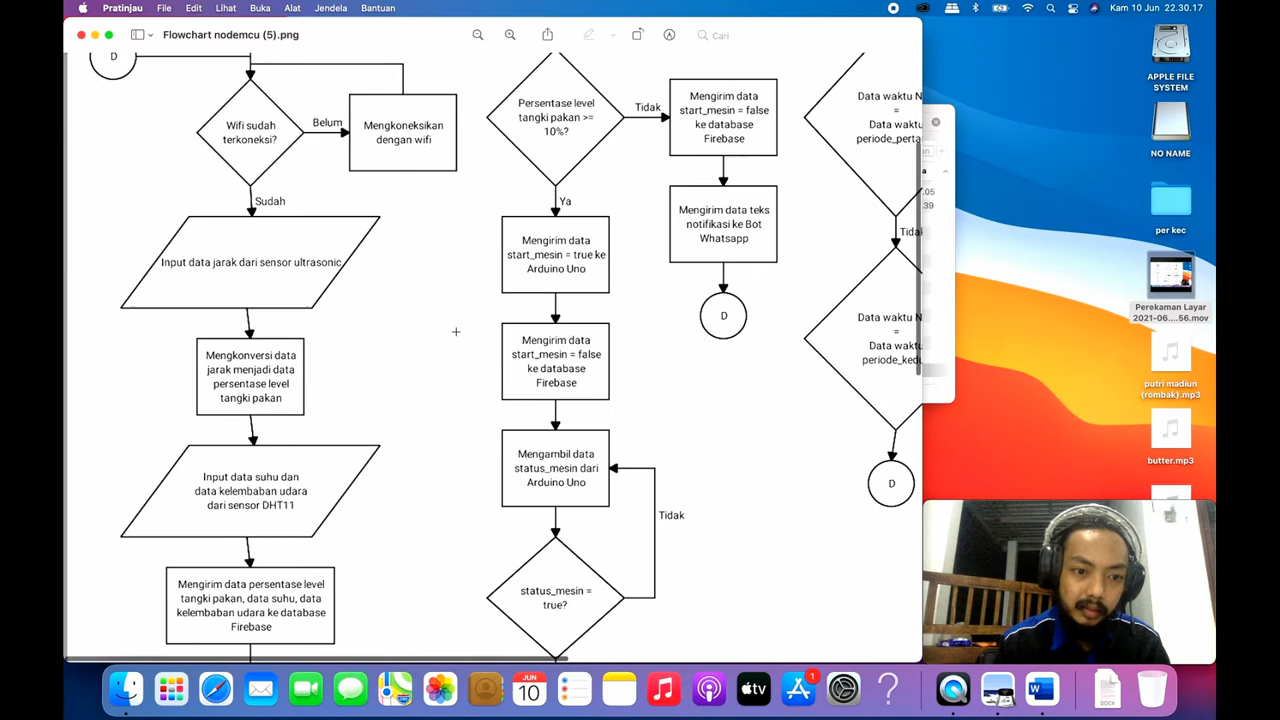 Pratinjau File Edit Lihat Buka Alat Jendela Bantuan
Kam 10 Jun 22.30.17
Flowchart nodemcu (5).png
Cari
D
Wifi sudah
terkoneksi?
Belum
Mengkoneksikan
dengan wifi
Sudah
Input data jarak dari sensor ultrasonic
Mengkonversi data
jarak menjadi data
persentase level
tangki pakan
Input data suhu dan
data kelembaban udara
dari sensor DHT11
Mengirim data persentase level
tangki pakan, data suhu, data
kelembaban udara ke database
Firebase
Persentase level
tangki pakan >=
10%?
Tidak
Ya
Mengirim data
start_mesin = true ke
Arduino Uno
Mengirim data
start_mesin = false
ke database
Firebase
Mengambil data
status_mesin dari
Arduino Uno
Tidak
status_mesin =
true?
Mengirim data
start_mesin = false
ke database
Firebase
Mengirim data teks
notifikasi ke Bot
Whatsapp
D
Data waktu N
=
Data waktu
periode_perta
Tidak
Data waktu N
=
Data waktu
periode_kedu
D
.05
.39
APPLE FILE
SYSTEM
NO NAME
per kec
Perekaman Layar
2021-06....56.mov
putri madiun
(rombak).mp3
butter.mp3
JUN
10
tv
1
W
DOCX